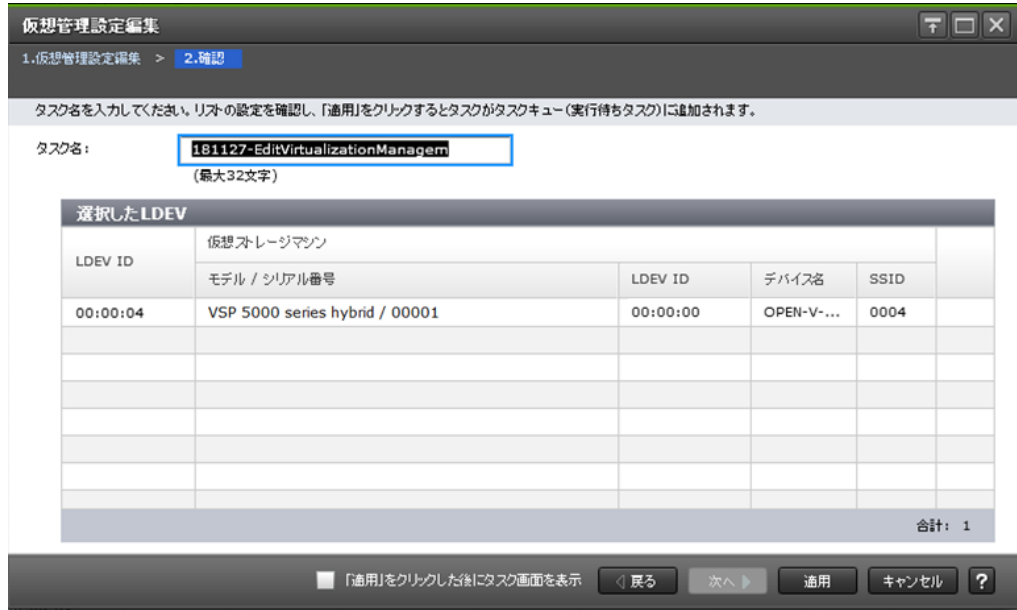 仮想管理設定編集
1.仮想管理設定編集 > 2.確認
タスク名を入力してください。リストの設定を確認し、「適用」をクリックするとタスクがタスクキュー(実行待ちタスク)に追加されます。
タスク名: 181127-EditVirtualizationManagem
(最大32文字)
選択したLDEV
LDEV ID 仮想ストレージマシン
モデル / シリアル番号 LDEV ID デバイス名 SSID
00:00:04 VSP 5000 series hybrid / 00001 00:00:00 OPEN-V-... 0004
合計: 1
「適用」をクリックした後にタスク画面を表示 戻る 次へ 適用 キャンセル ?